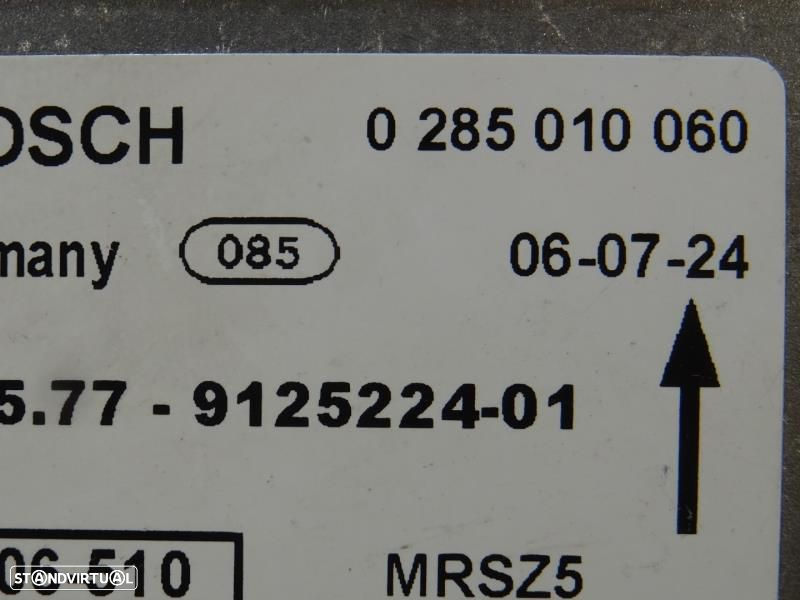 OSCH 0 285 010 060
many 085 06-07-24
5.77 - 9125224-01
06 510 MRSZ5
STANDVIRTUAL